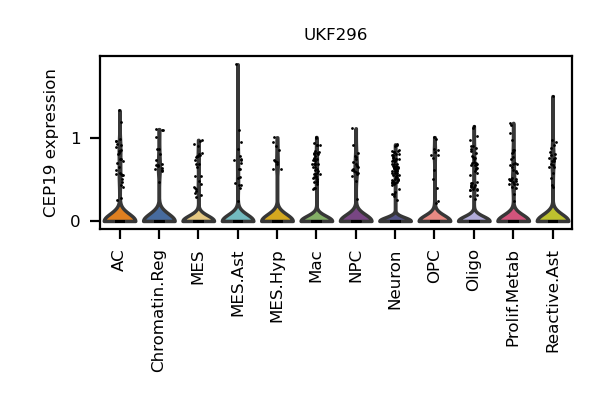 UKF296
CEP19 expression
1
0
AC
Chromatin.Reg
MES
MES.Ast
MES.Hyp
Mac
NPC
Neuron
OPC
Oligo
Prolif.Metab
Reactive.Ast